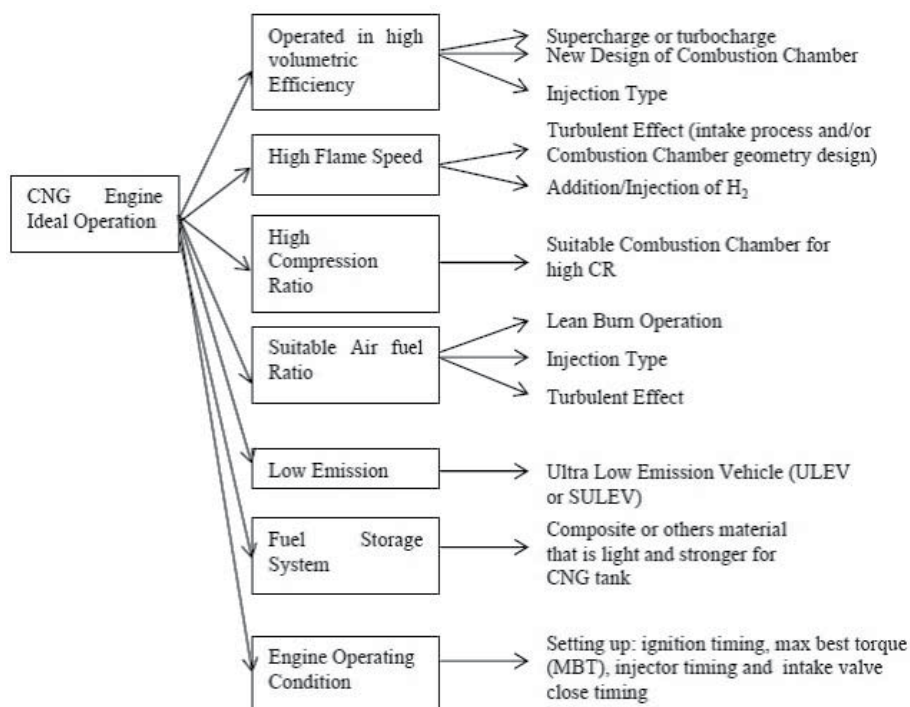 CNG Engine
Ideal Operation
Operated in high
volumetric
Efficiency
Supercharge or turbocharge
New Design of Combustion Chamber
Injection Type
High Flame Speed
Turbulent Effect (intake process and/or
Combustion Chamber geometry design)
Addition/Injection of H₂
High
Compression
Ratio
Suitable Combustion Chamber for
high CR
Suitable Air fuel
Ratio
Lean Burn Operation
Injection Type
Turbulent Effect
Low Emission
Ultra Low Emission Vehicle (ULEV
or SULEV)
Fuel Storage
System
Composite or others material
that is light and stronger for
CNG tank
Engine Operating
Condition
Setting up: ignition timing, max best torque
(MBT), injector timing and intake valve
close timing